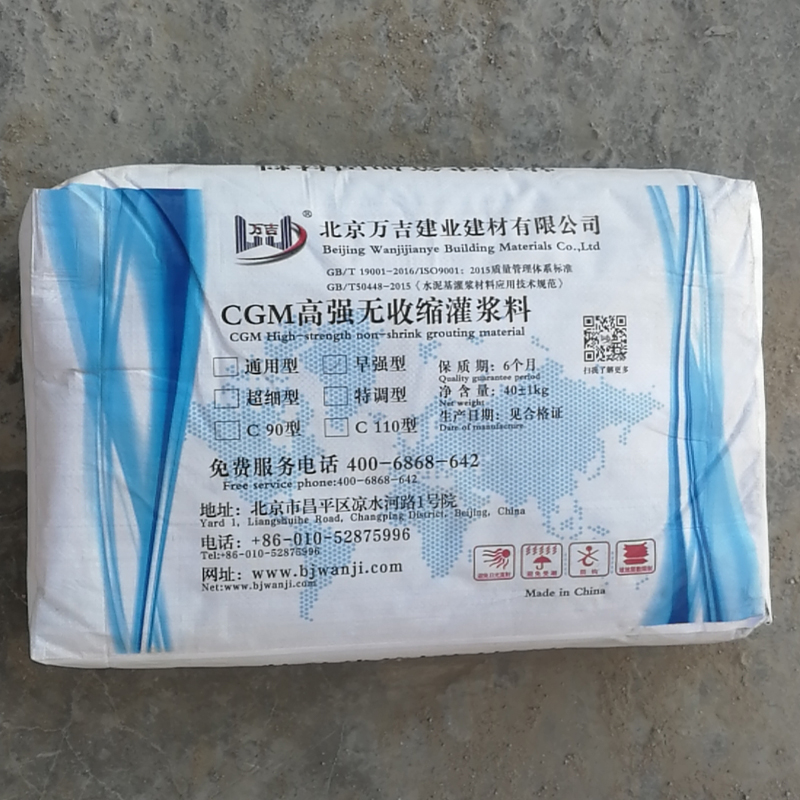 万吉
®
北京万吉建业建材有限公司
Beijing Wanjijianye Building Materials Co.,Ltd
GB/T 19001-2016/ISO9001: 2015质量管理体系标准
GB/T50448-2015《水泥基灌浆材料应用技术规范》
CGM高强无收缩灌浆料
CGM High-strength non-shrink grouting material
扫我了解更多
通用型 早强型
超细型 特调型
C 90型 C 110型
保 质 期: 6个月
Quality guarantee period
净 含 量: 40±1kg
Net weight
生产日期: 见合格证
Date of manufacture
免费服务电话 400-6868-642
Free service phone:400-6868-642
地址: 北京市昌平区凉水河路1号院
Yard 1, Liangshuihe Road, Changping District, Beijing, China
电话: +86-010-52875996
Tel:+86-010-52875996
网址: www.bjwanji.com
Net:www.bjwanji.com
Made in China